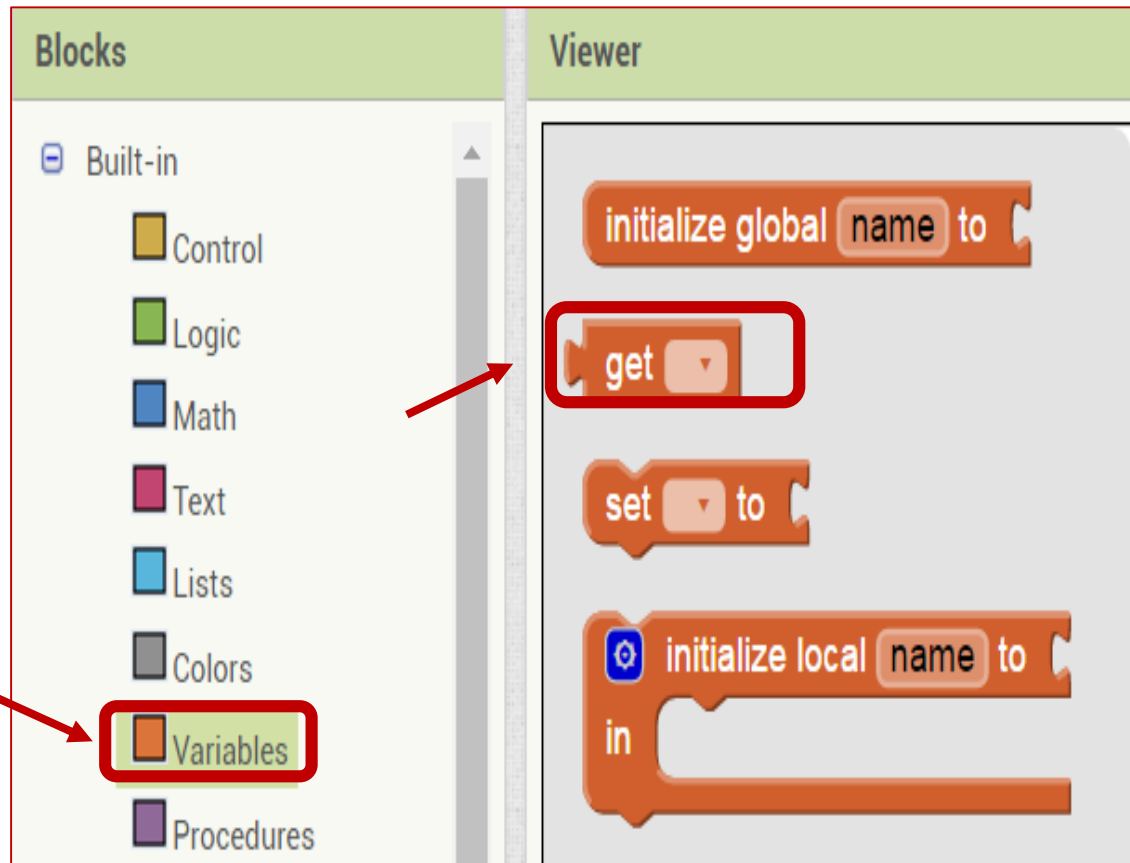 Blocks
Built-in
Control
Logic
Math
Text
Lists
Colors
Variables
Procedures
Viewer
initialize global name to
get
set to
initialize local name to
in